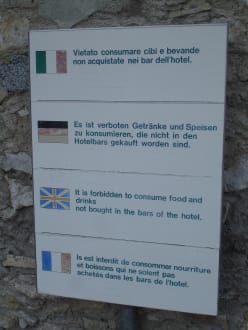 Vietato consumare cibi e bevande
non acquistate nei bar dell'hotel.
Es ist verboten Getränke und Speisen
zu konsumieren, die nicht in den
Hotelbars gekauft worden sind.
It is forbidden to consume food and
drinks
not bought in the bars of the hotel.
Is est interdit de consommer nourriture
et boissons qui ne soient pas
achetés dans les bars de l'hotel.